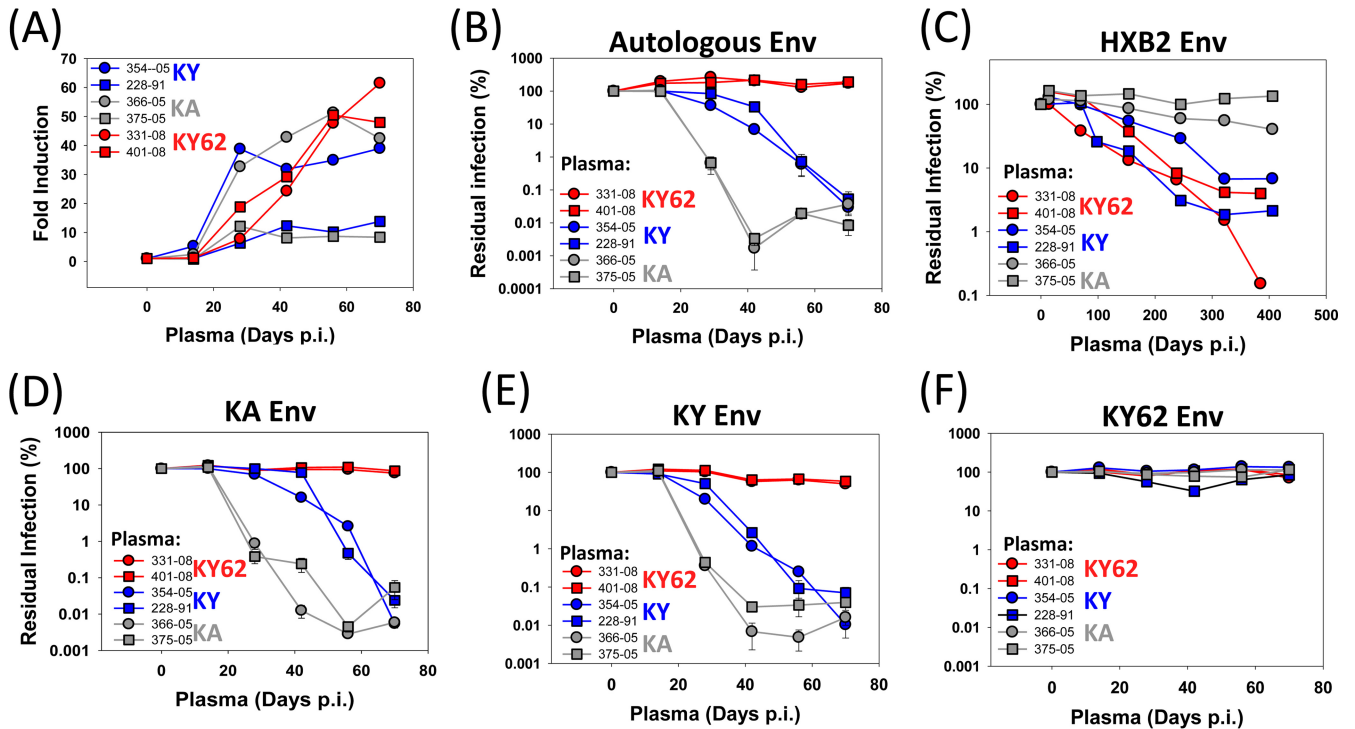 (A)
Fold Induction
70
60
50
40
30
20
10
0
354--05 KY
228-91
366-05 KA
375-05
331-08 KY62
401-08
0 20 40 60 80
Plasma (Days p.i.)
(B)
Autologous Env
Residual infection (%)
1000
100
10
1
0.1
0.01
0.001
0.0001
Plasma:
331-08 KY62
401-08
354-05 KY
228-91
366-05 KA
375-05
0 20 40 60 80
Plasma (Days p.i.)
(C)
HXB2 Env
Residual Infection (%)
100
10
1
0.1
Plasma:
331-08 KY62
401-08
354-05 KY
228-91
366-05 KA
375-05
0 100 200 300 400 500
Plasma (Days p.i.)
(D)
KA Env
Residual Infection (%)
1000
100
10
1
0.1
0.01
0.001
Plasma:
331-08 KY62
401-08
354-05 KY
228-91
366-05 KA
375-05
0 20 40 60 80
Plasma (Days p.i.)
(E)
KY Env
1000
100
10
1
0.1
0.01
0.001
Plasma:
331-08 KY62
401-08
354-05 KY
228-91
366-05 KA
375-05
0 20 40 60 80
Plasma (Days p.i.)
(F)
KY62 Env
1000
100
10
1
0.1
0.01
0.001
Plasma:
331-08 KY62
401-08
354-05 KY
228-91
366-05 KA
375-05
0 20 40 60 80
Plasma (Days p.i.)